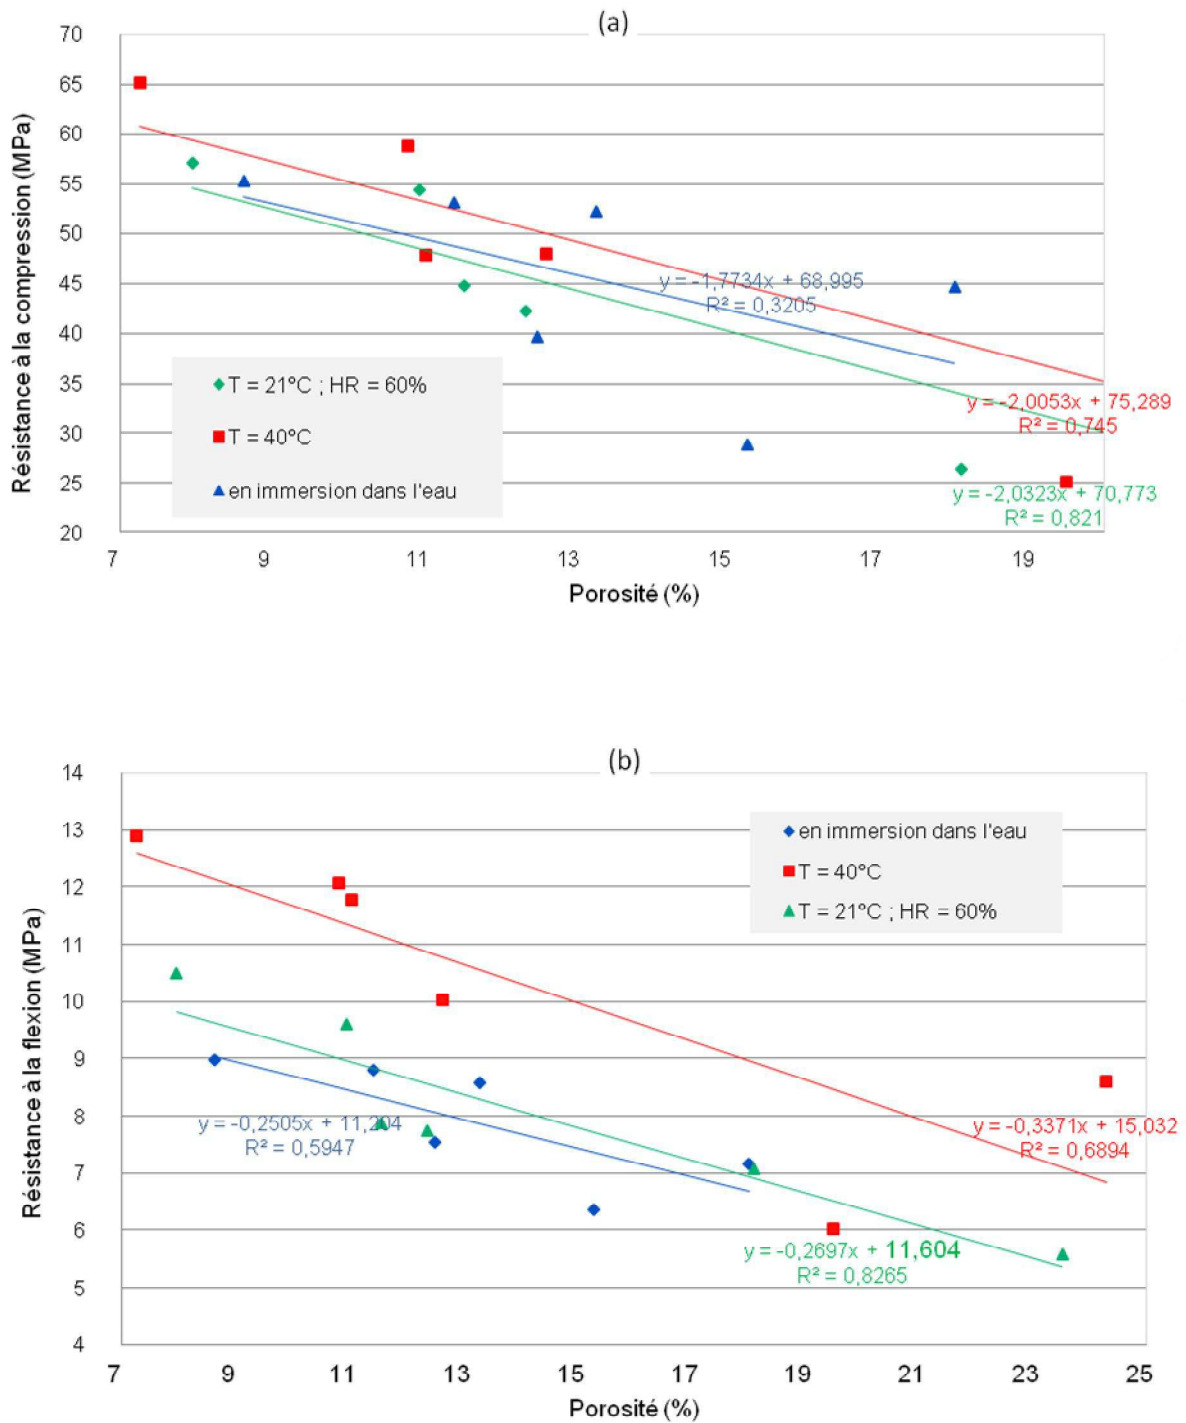 (a)
70
65
60
55
50
45
40
35
30
25
20
Résistance à la compression (MPa)
y = -1,7734x + 68,995
R² = 0,3205
T = 21°C ; HR = 60%
T = 40°C
en immersion dans l'eau
y = -2,0053x + 75,289
R² = 0,745
y = -2,0323x + 70,773
R² = 0,821
7 9 11 13 15 17 19
Porosité (%)
(b)
14
13
12
11
10
9
8
7
6
5
4
Résistance à la flexion (MPa)
en immersion dans l'eau
T = 40°C
T = 21°C ; HR = 60%
y = -0,2505x + 11,204
R² = 0,5947
y = -0,3371x + 15,032
R² = 0,6894
y = -0,2697x + 11,604
R² = 0,8265
7 9 11 13 15 17 19 21 23 25
Porosité (%)